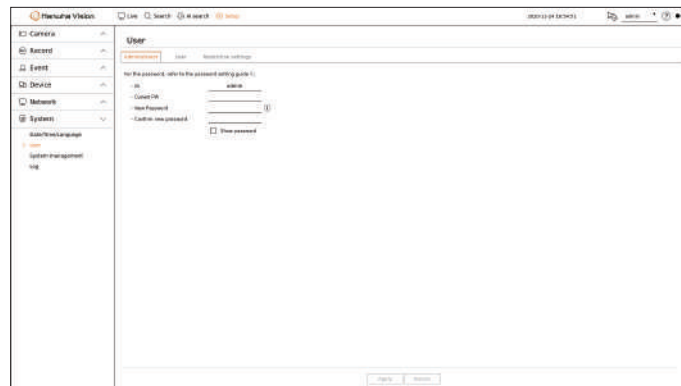 Hanwha Vision
Live Search AI search Setup
admin
Camera
Record
Event
Device
Network
System
Date/Time/Language
User
System management
Log
User
Administrator User Restriction settings
For the password, refer to the password setting guide
- ID admin
- Current PW
- New Password
- Confirm new password
Show password
Apply